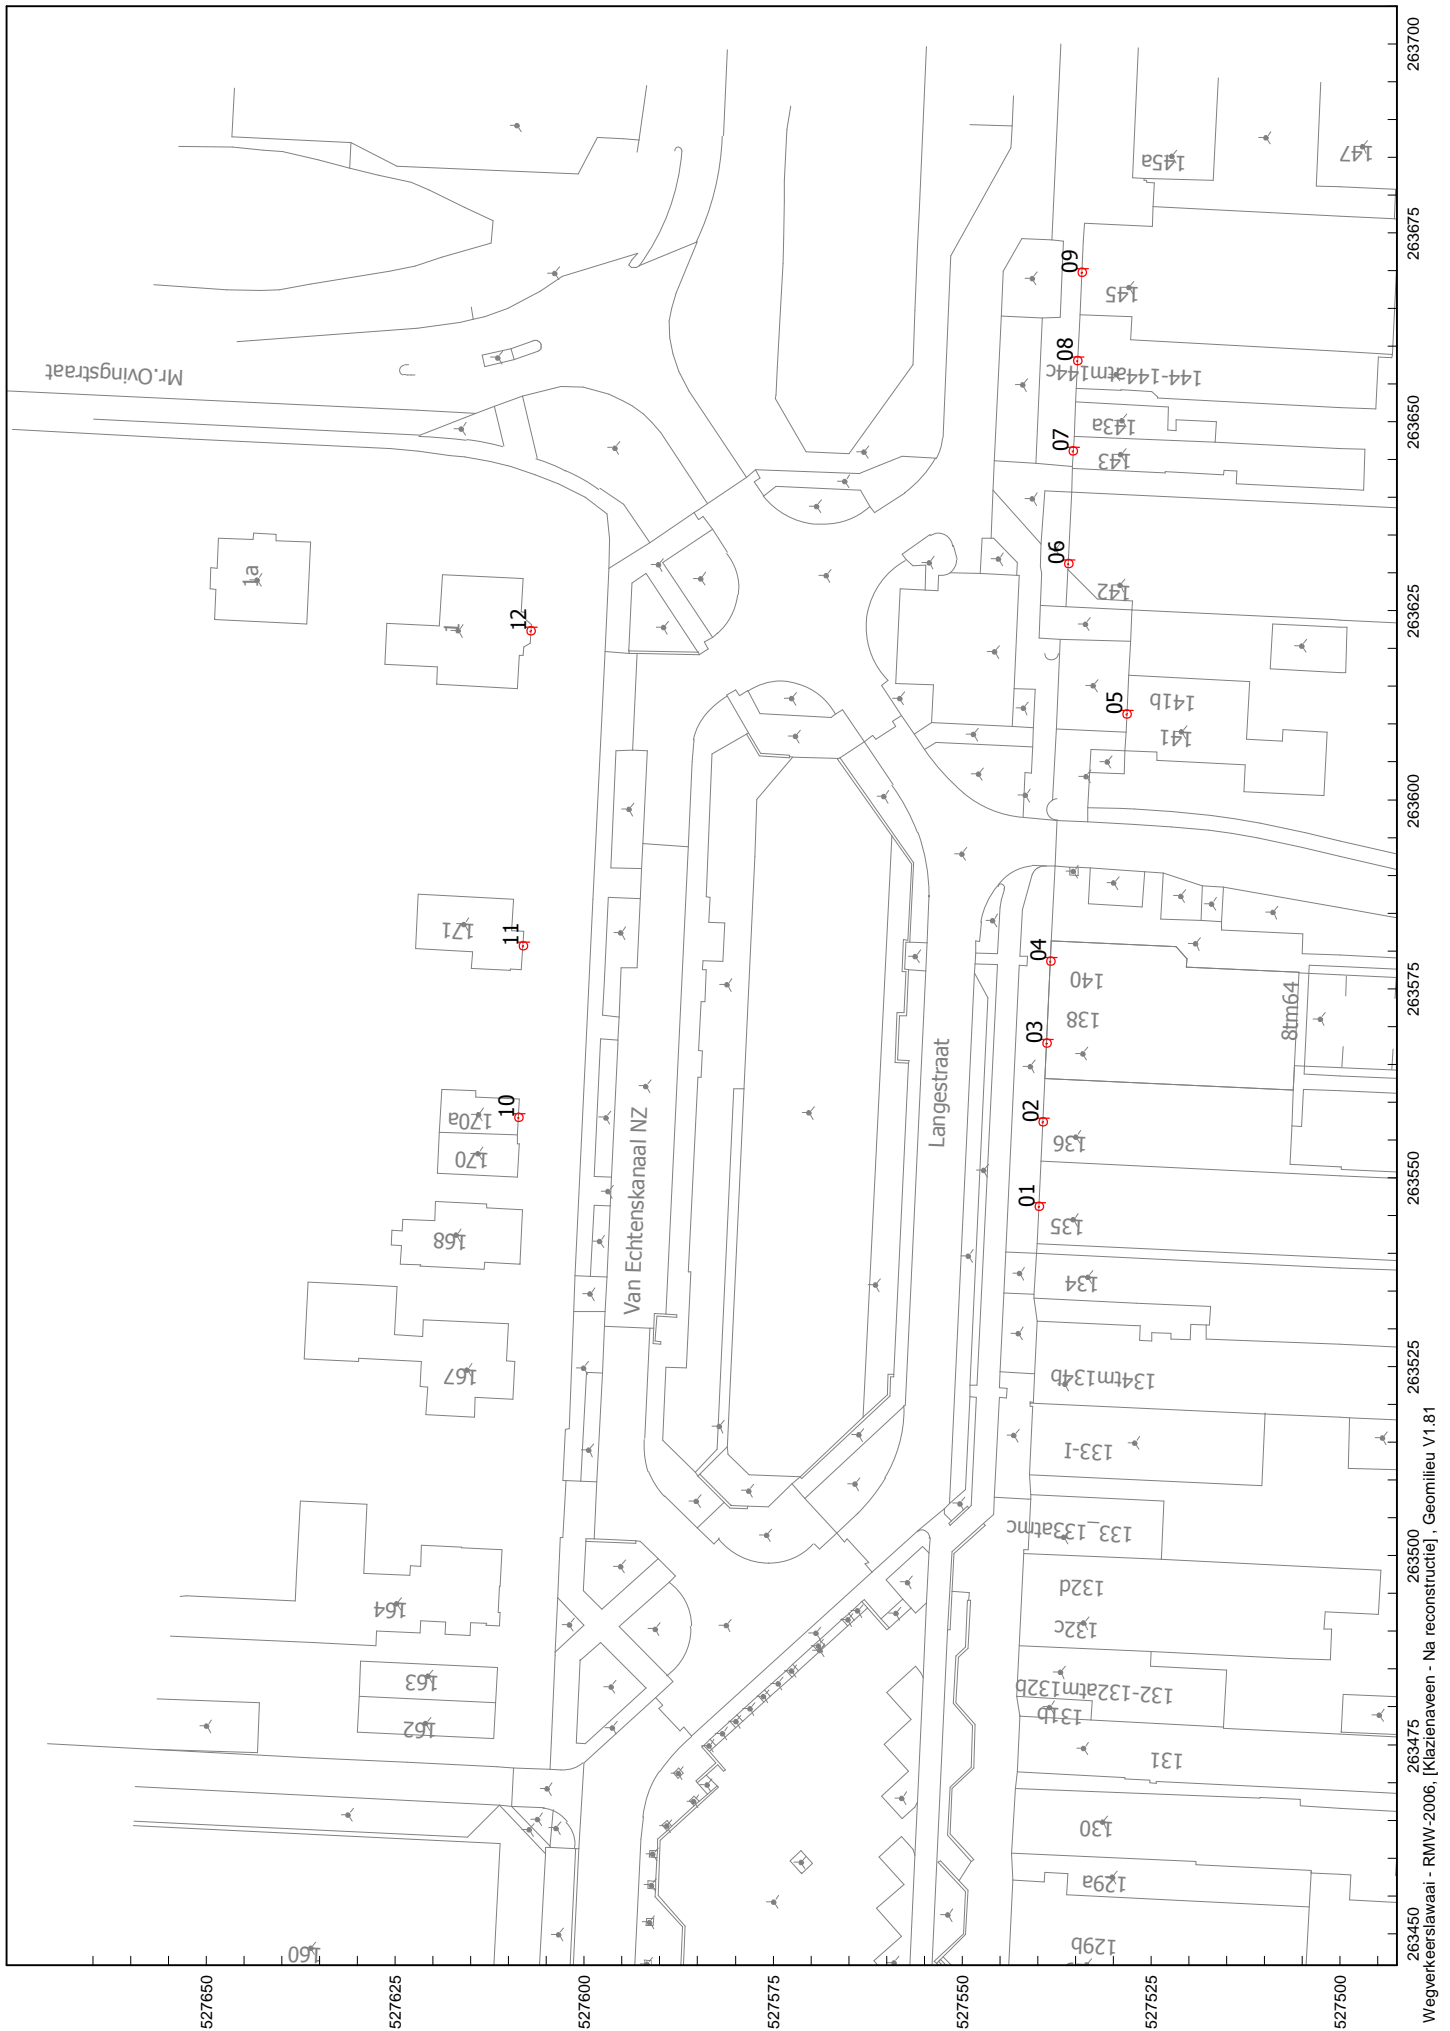 Mr.Ovingstraat
1a
1
12
171
11
170a
170
10
168
167
164
163
162
160
Van Echtenskanaal NZ
Langestraat
01
02
03
04
05
06
07
08
09
147
145a
145
144-144atm144c
143a
143
142
141b
141
140
138
8tm64
136
135
134
134tm134b
133-I
133_133atmc
132d
132c
132-132atm132b
131b
131
130
129a
129b
263450
263475
263500
263525
263550
263575
263600
263625
263650
263675
263700
527650
527625
527600
527575
527550
527525
527500
Wegverkeerslawaai - RMW-2006, [Klazienaveen - Na reconstructie] , Geomilieu V1.81